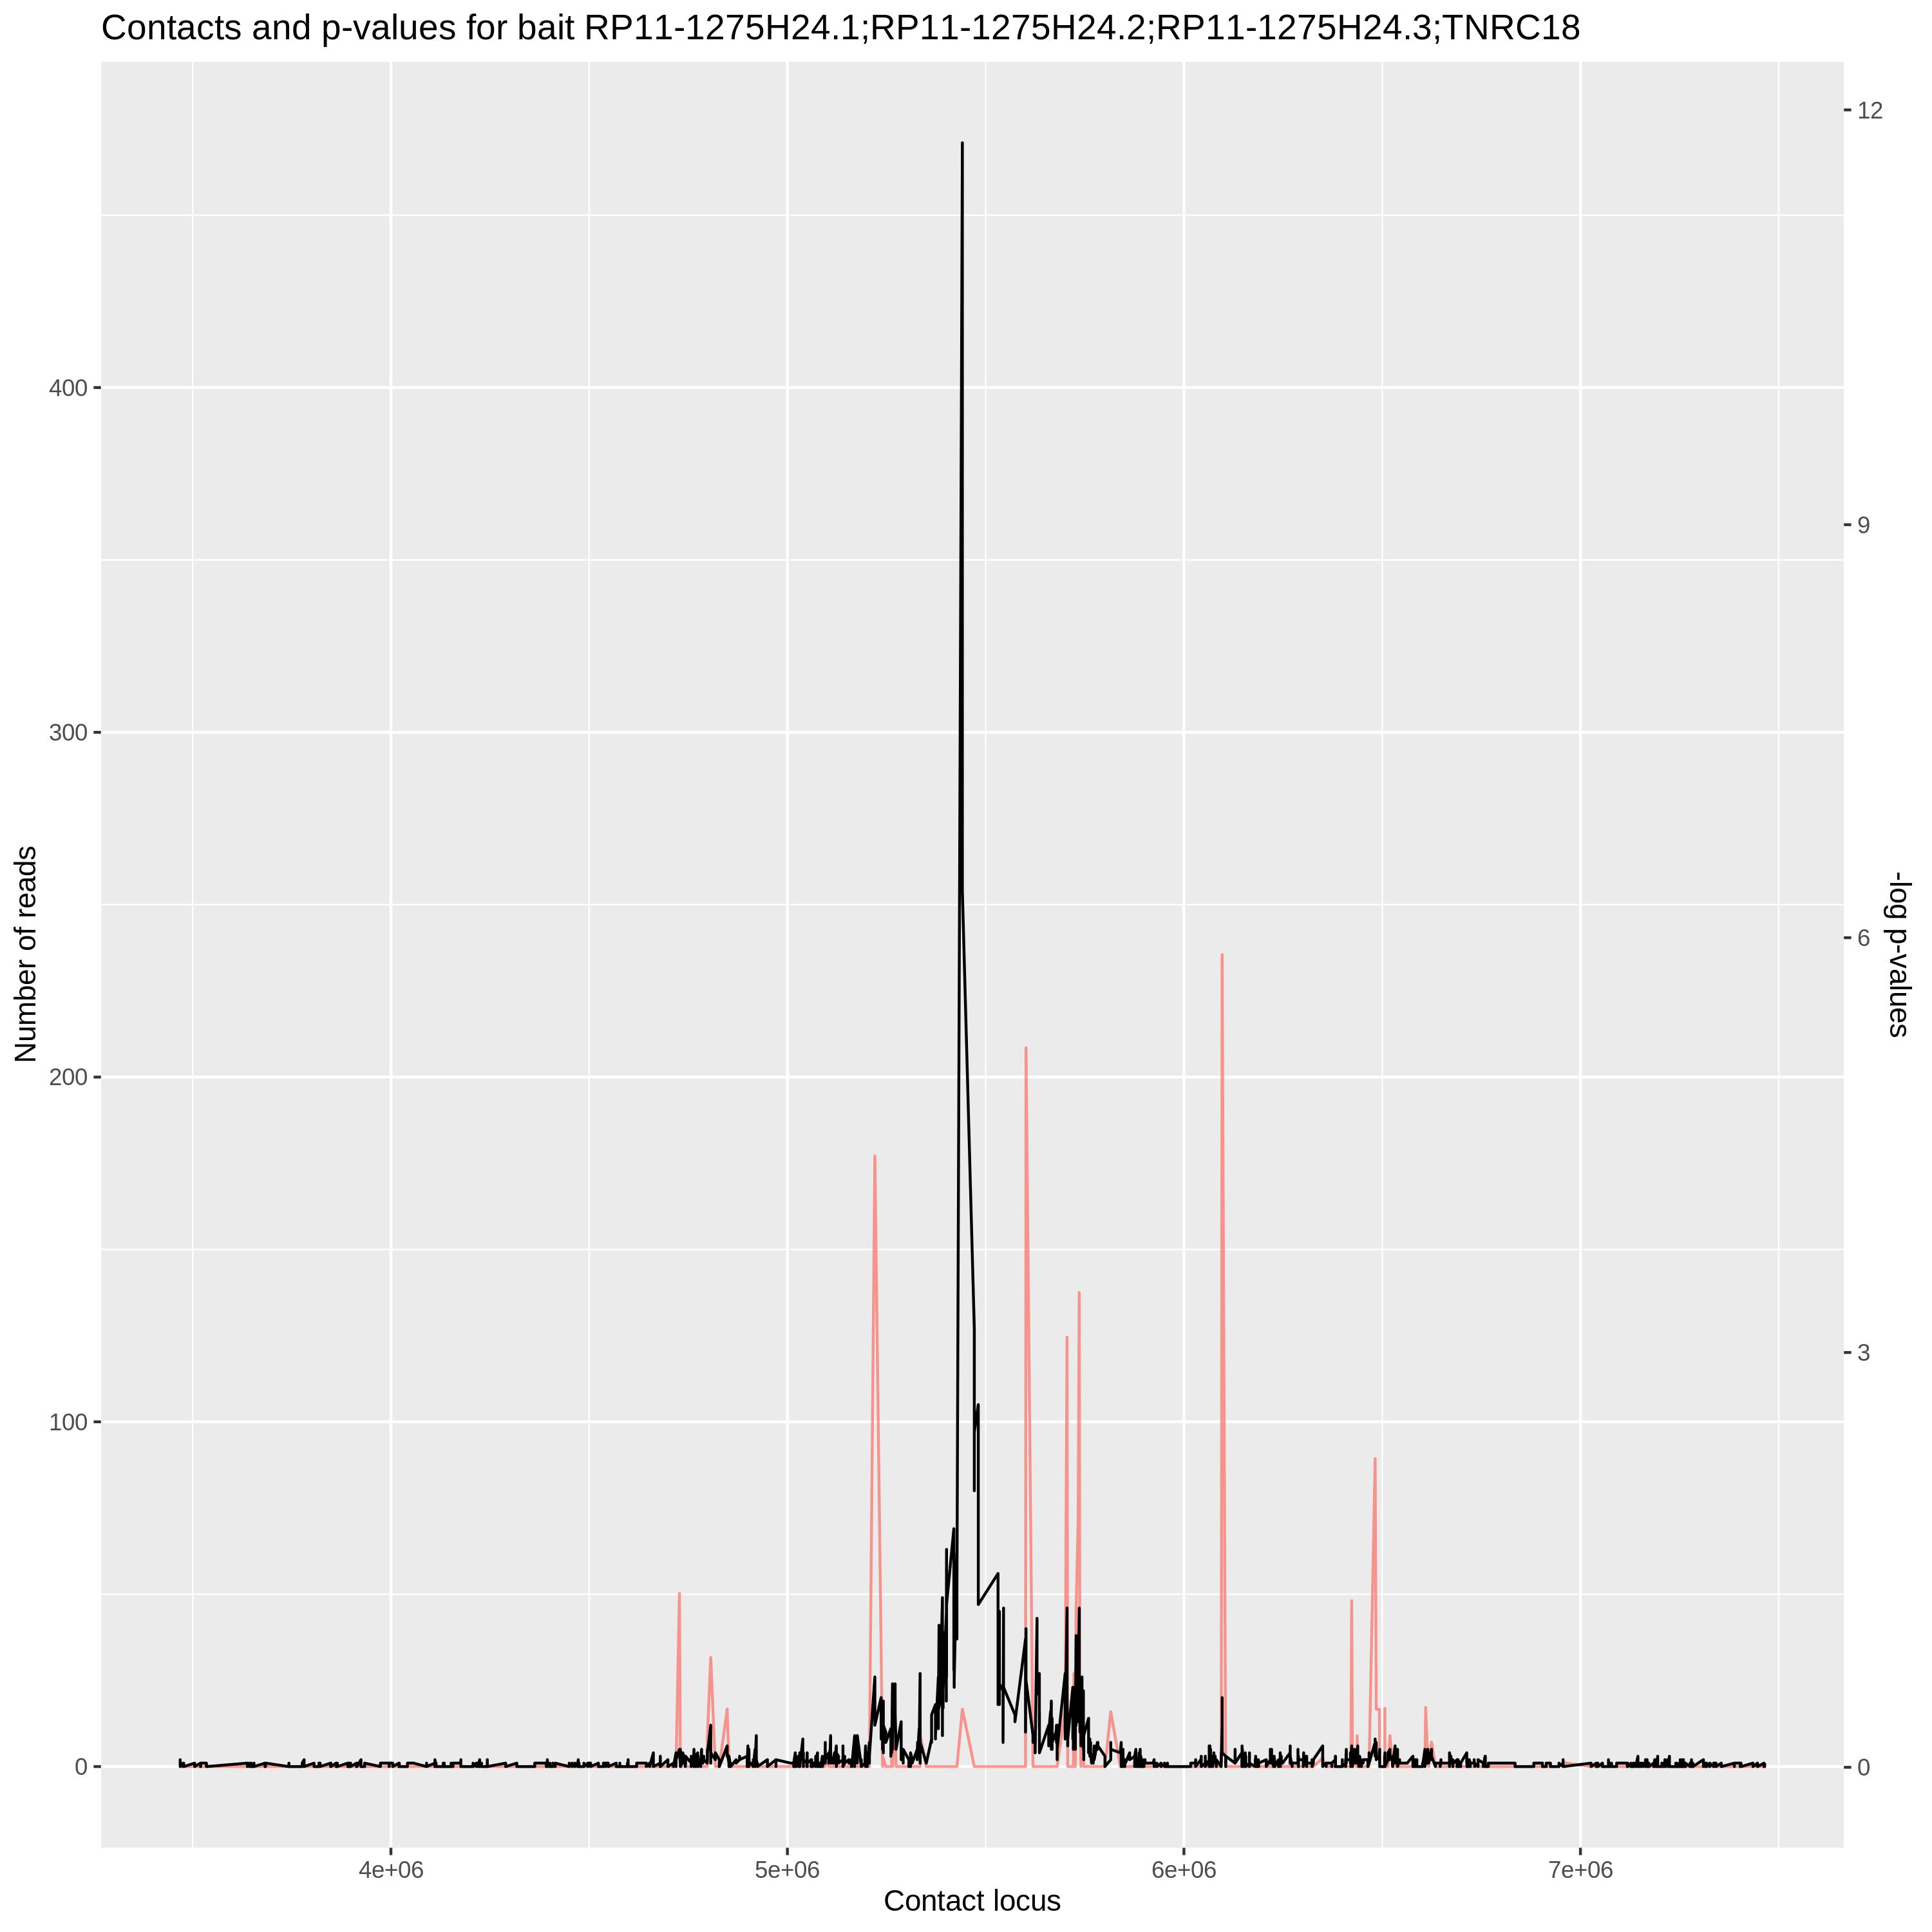 Contacts and p-values for bait RP11-1275H24.1;RP11-1275H24.2;RP11-1275H24.3;TNRC18
Number of reads
400
300
200
100
0
12
9
6
3
0
-log p-values
4e+06 5e+06 6e+06 7e+06
Contact locus